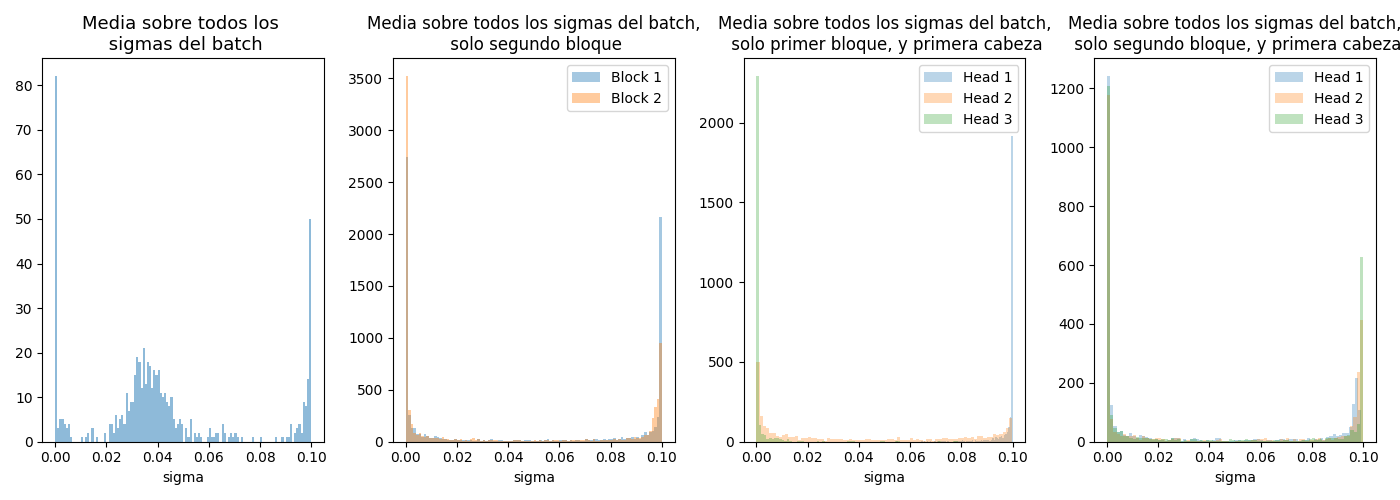 Media sobre todos los
sigmas del batch
80
70
60
50
40
30
20
10
0
0.00 0.02 0.04 0.06 0.08 0.10
sigma
Media sobre todos los sigmas del batch,
solo segundo bloque
Block 1
Block 2
3500
3000
2500
2000
1500
1000
500
0
0.00 0.02 0.04 0.06 0.08 0.10
sigma
Media sobre todos los sigmas del batch,
solo primer bloque, y primera cabeza
Head 1
Head 2
Head 3
2000
1500
1000
500
0
0.00 0.02 0.04 0.06 0.08 0.10
sigma
Media sobre todos los sigmas del batch,
solo segundo bloque, y primera cabeza
Head 1
Head 2
Head 3
1200
1000
800
600
400
200
0
0.00 0.02 0.04 0.06 0.08 0.10
sigma